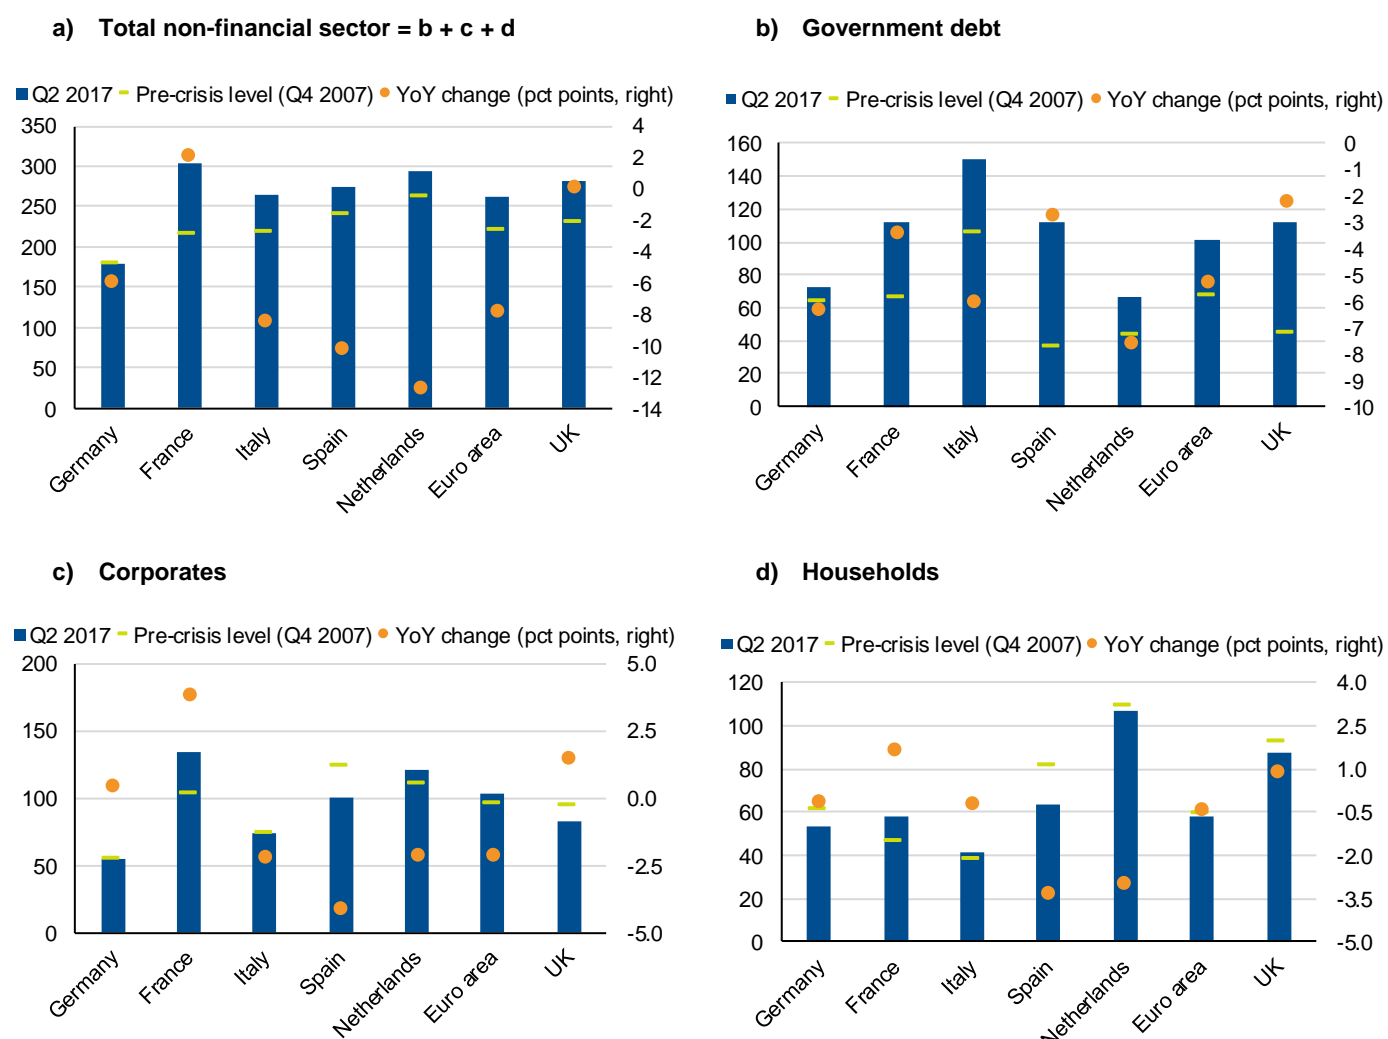 a) Total non-financial sector = b + c + d
Q2 2017 Pre-crisis level (Q4 2007) YoY change (pct points, right)
350 4
300 2
250 0
200 -2
150 -4
100 -6
50 -8
0 -10
-12
-14
Germany France Italy Spain Netherlands Euro area UK
b) Government debt
Q2 2017 Pre-crisis level (Q4 2007) YoY change (pct points, right)
160 0
140 -1
120 -2
100 -3
80 -4
60 -5
40 -6
20 -7
0 -8
-9
-10
Germany France Italy Spain Netherlands Euro area UK
c) Corporates
Q2 2017 Pre-crisis level (Q4 2007) YoY change (pct points, right)
200 5.0
150 2.5
100 0.0
50 -2.5
0 -5.0
Germany France Italy Spain Netherlands Euro area UK
d) Households
Q2 2017 Pre-crisis level (Q4 2007) YoY change (pct points, right)
120 4.0
100 2.5
80 1.0
60 -0.5
40 -2.0
20 -3.5
0 -5.0
Germany France Italy Spain Netherlands Euro area UK